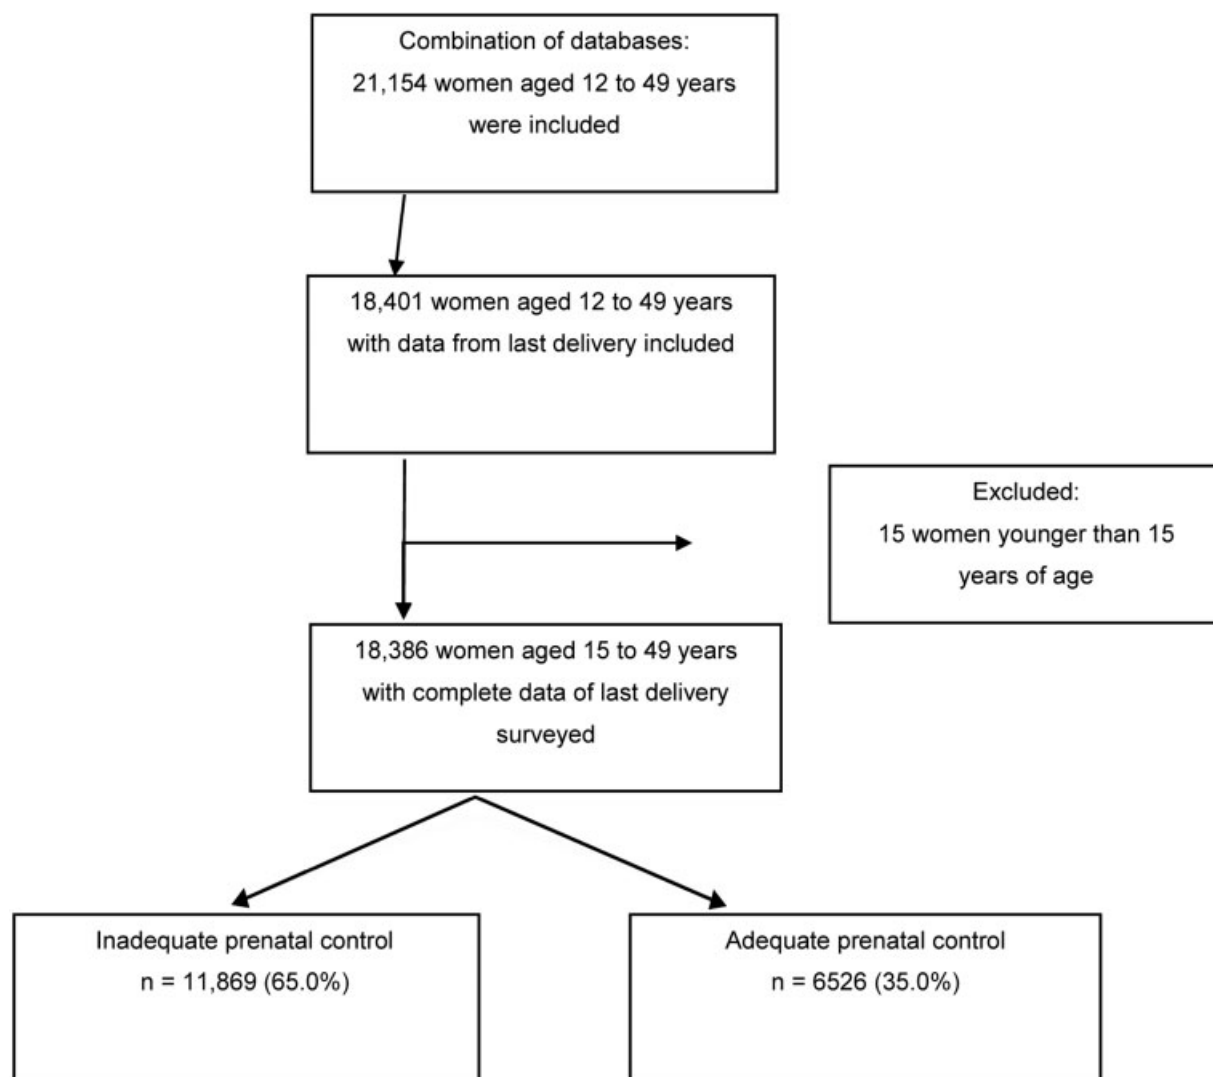 Combination of databases:
21,154 women aged 12 to 49 years
were included
18,401 women aged 12 to 49 years
with data from last delivery included
Excluded:
15 women younger than 15
years of age
18,386 women aged 15 to 49 years
with complete data of last delivery
surveyed
Inadequate prenatal control
n = 11,869 (65.0%)
Adequate prenatal control
n = 6526 (35.0%)